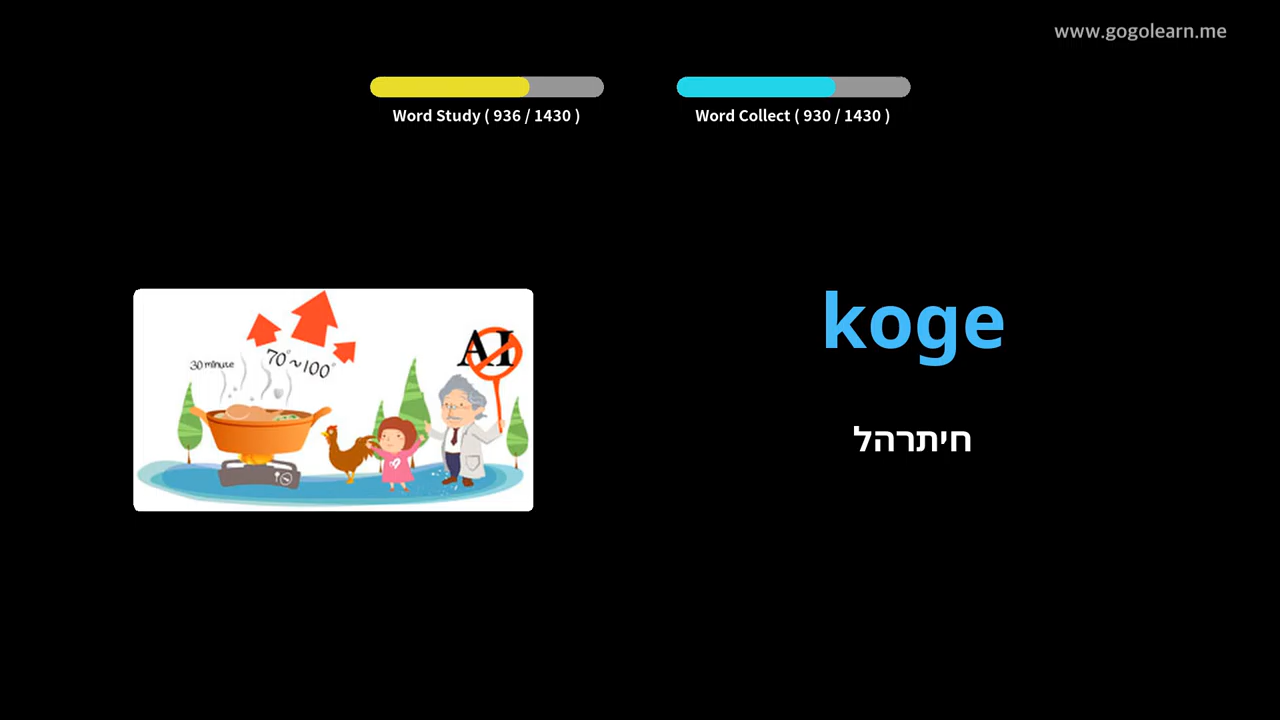 www.gogolearn.me
Word Study ( 936 / 1430 )
Word Collect ( 930 / 1430 )
30 minute
70°~100°
AI
koge
חיתרהל